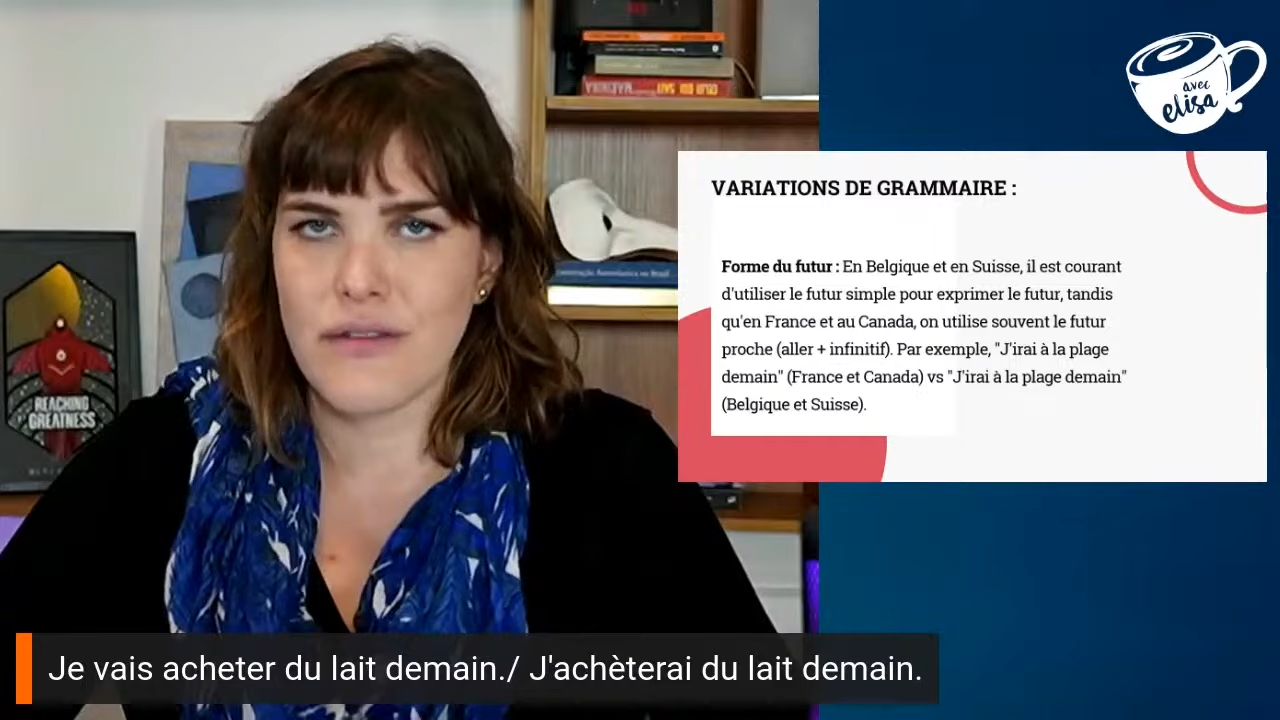 avec
elisa
VARIATIONS DE GRAMMAIRE :
Forme du futur : En Belgique et en Suisse, il est courant
d'utiliser le futur simple pour exprimer le futur, tandis
qu'en France et au Canada, on utilise souvent le futur
proche (aller + infinitif). Par exemple, "J'irai à la plage
demain" (France et Canada) vs "J'irai à la plage demain"
(Belgique et Suisse).
REACHING
GREATNESS
Je vais acheter du lait demain./ J'achèterai du lait demain.